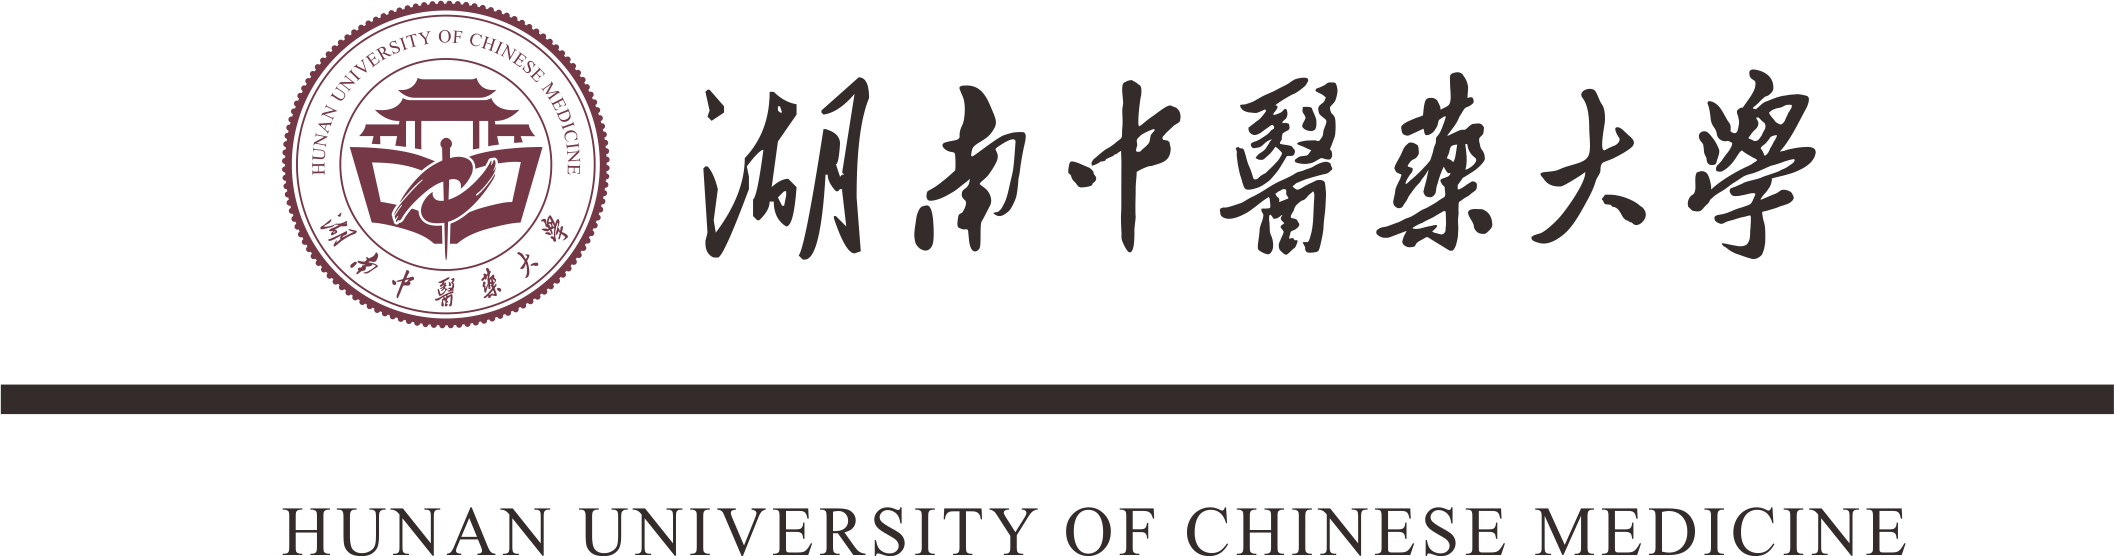 HUNAN UNIVERSITY OF CHINESE MEDICINE
湖南中醫藥大學
湖南中醫藥大學
HUNAN UNIVERSITY OF CHINESE MEDICINE